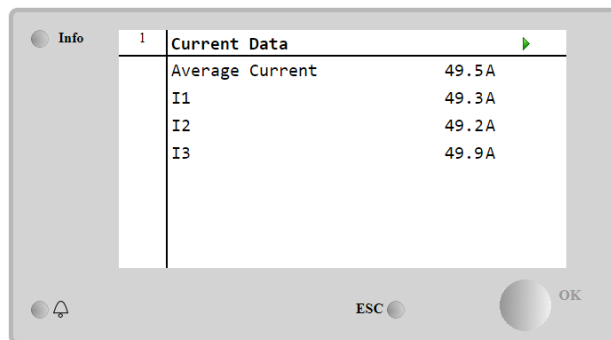 Info
1 Current Data
Average Current 49.5A
I1 49.3A
I2 49.2A
I3 49.9A
ESC
OK